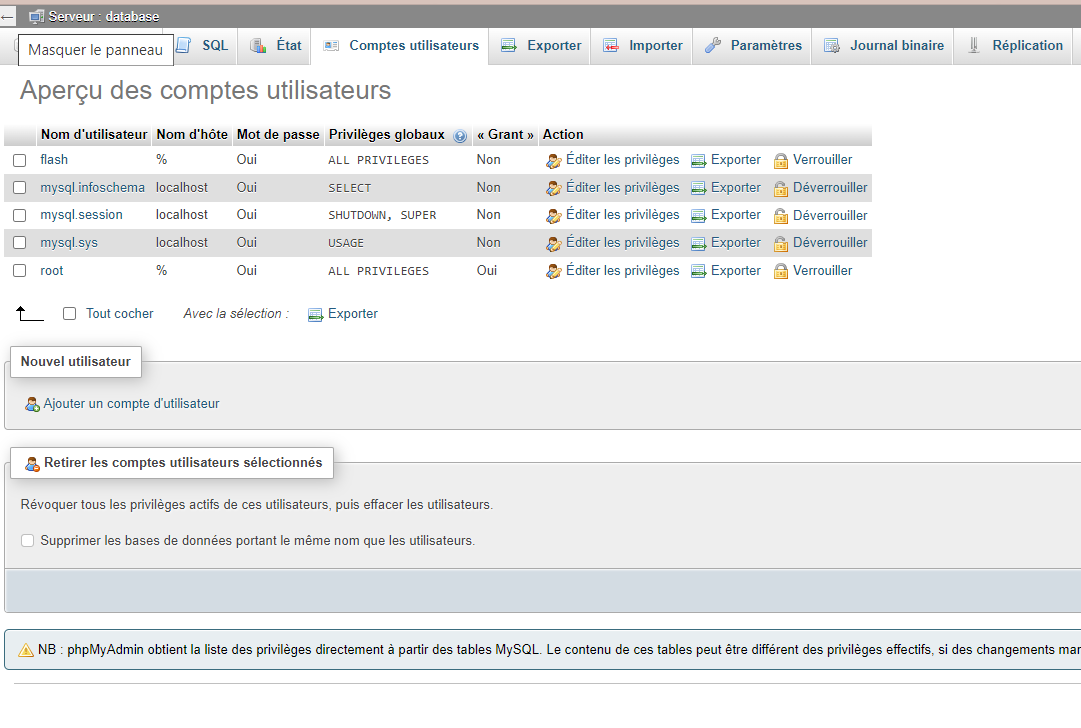 Serveur : database
Masquer le panneau
SQL État Comptes utilisateurs Exporter Importer Paramètres Journal binaire Réplication
Aperçu des comptes utilisateurs
Nom d'utilisateur Nom d'hôte Mot de passe Privilèges globaux « Grant » Action
flash % Oui ALL PRIVILEGES Non Éditer les privilèges Exporter Verrouiller
mysql.infoschema localhost Oui SELECT Non Éditer les privilèges Exporter Déverrouiller
mysql.session localhost Oui SHUTDOWN, SUPER Non Éditer les privilèges Exporter Déverrouiller
mysql.sys localhost Oui USAGE Non Éditer les privilèges Exporter Déverrouiller
root % Oui ALL PRIVILEGES Oui Éditer les privilèges Exporter Verrouiller
Tout cocher Avec la sélection : Exporter
Nouvel utilisateur
Ajouter un compte d'utilisateur
Retirer les comptes utilisateurs sélectionnés
Révoquer tous les privilèges actifs de ces utilisateurs, puis effacer les utilisateurs.
Supprimer les bases de données portant le même nom que les utilisateurs.
NB : phpMyAdmin obtient la liste des privilèges directement à partir des tables MySQL. Le contenu de ces tables peut être différent des privilèges effectifs, si des changements